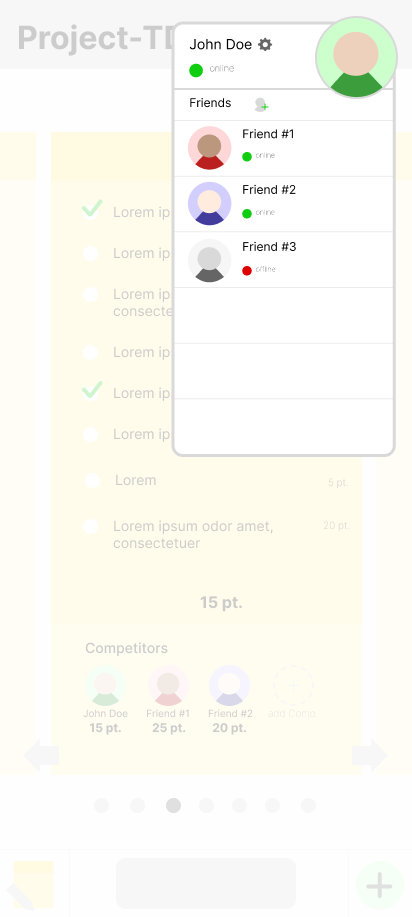 Project-TD
John Doe
online
Friends
Friend #1
online
Friend #2
online
Friend #3
offline
Lorem ip
Lorem ip
Lorem ip
consecte
Lorem ip
Lorem ip
Lorem ip
Lorem
5 pt.
Lorem ipsum odor amet,
20 pt.
consectetuer
15 pt.
Competitors
John Doe
Friend #1
Friend #2
add Comp.
15 pt.
25 pt.
20 pt.